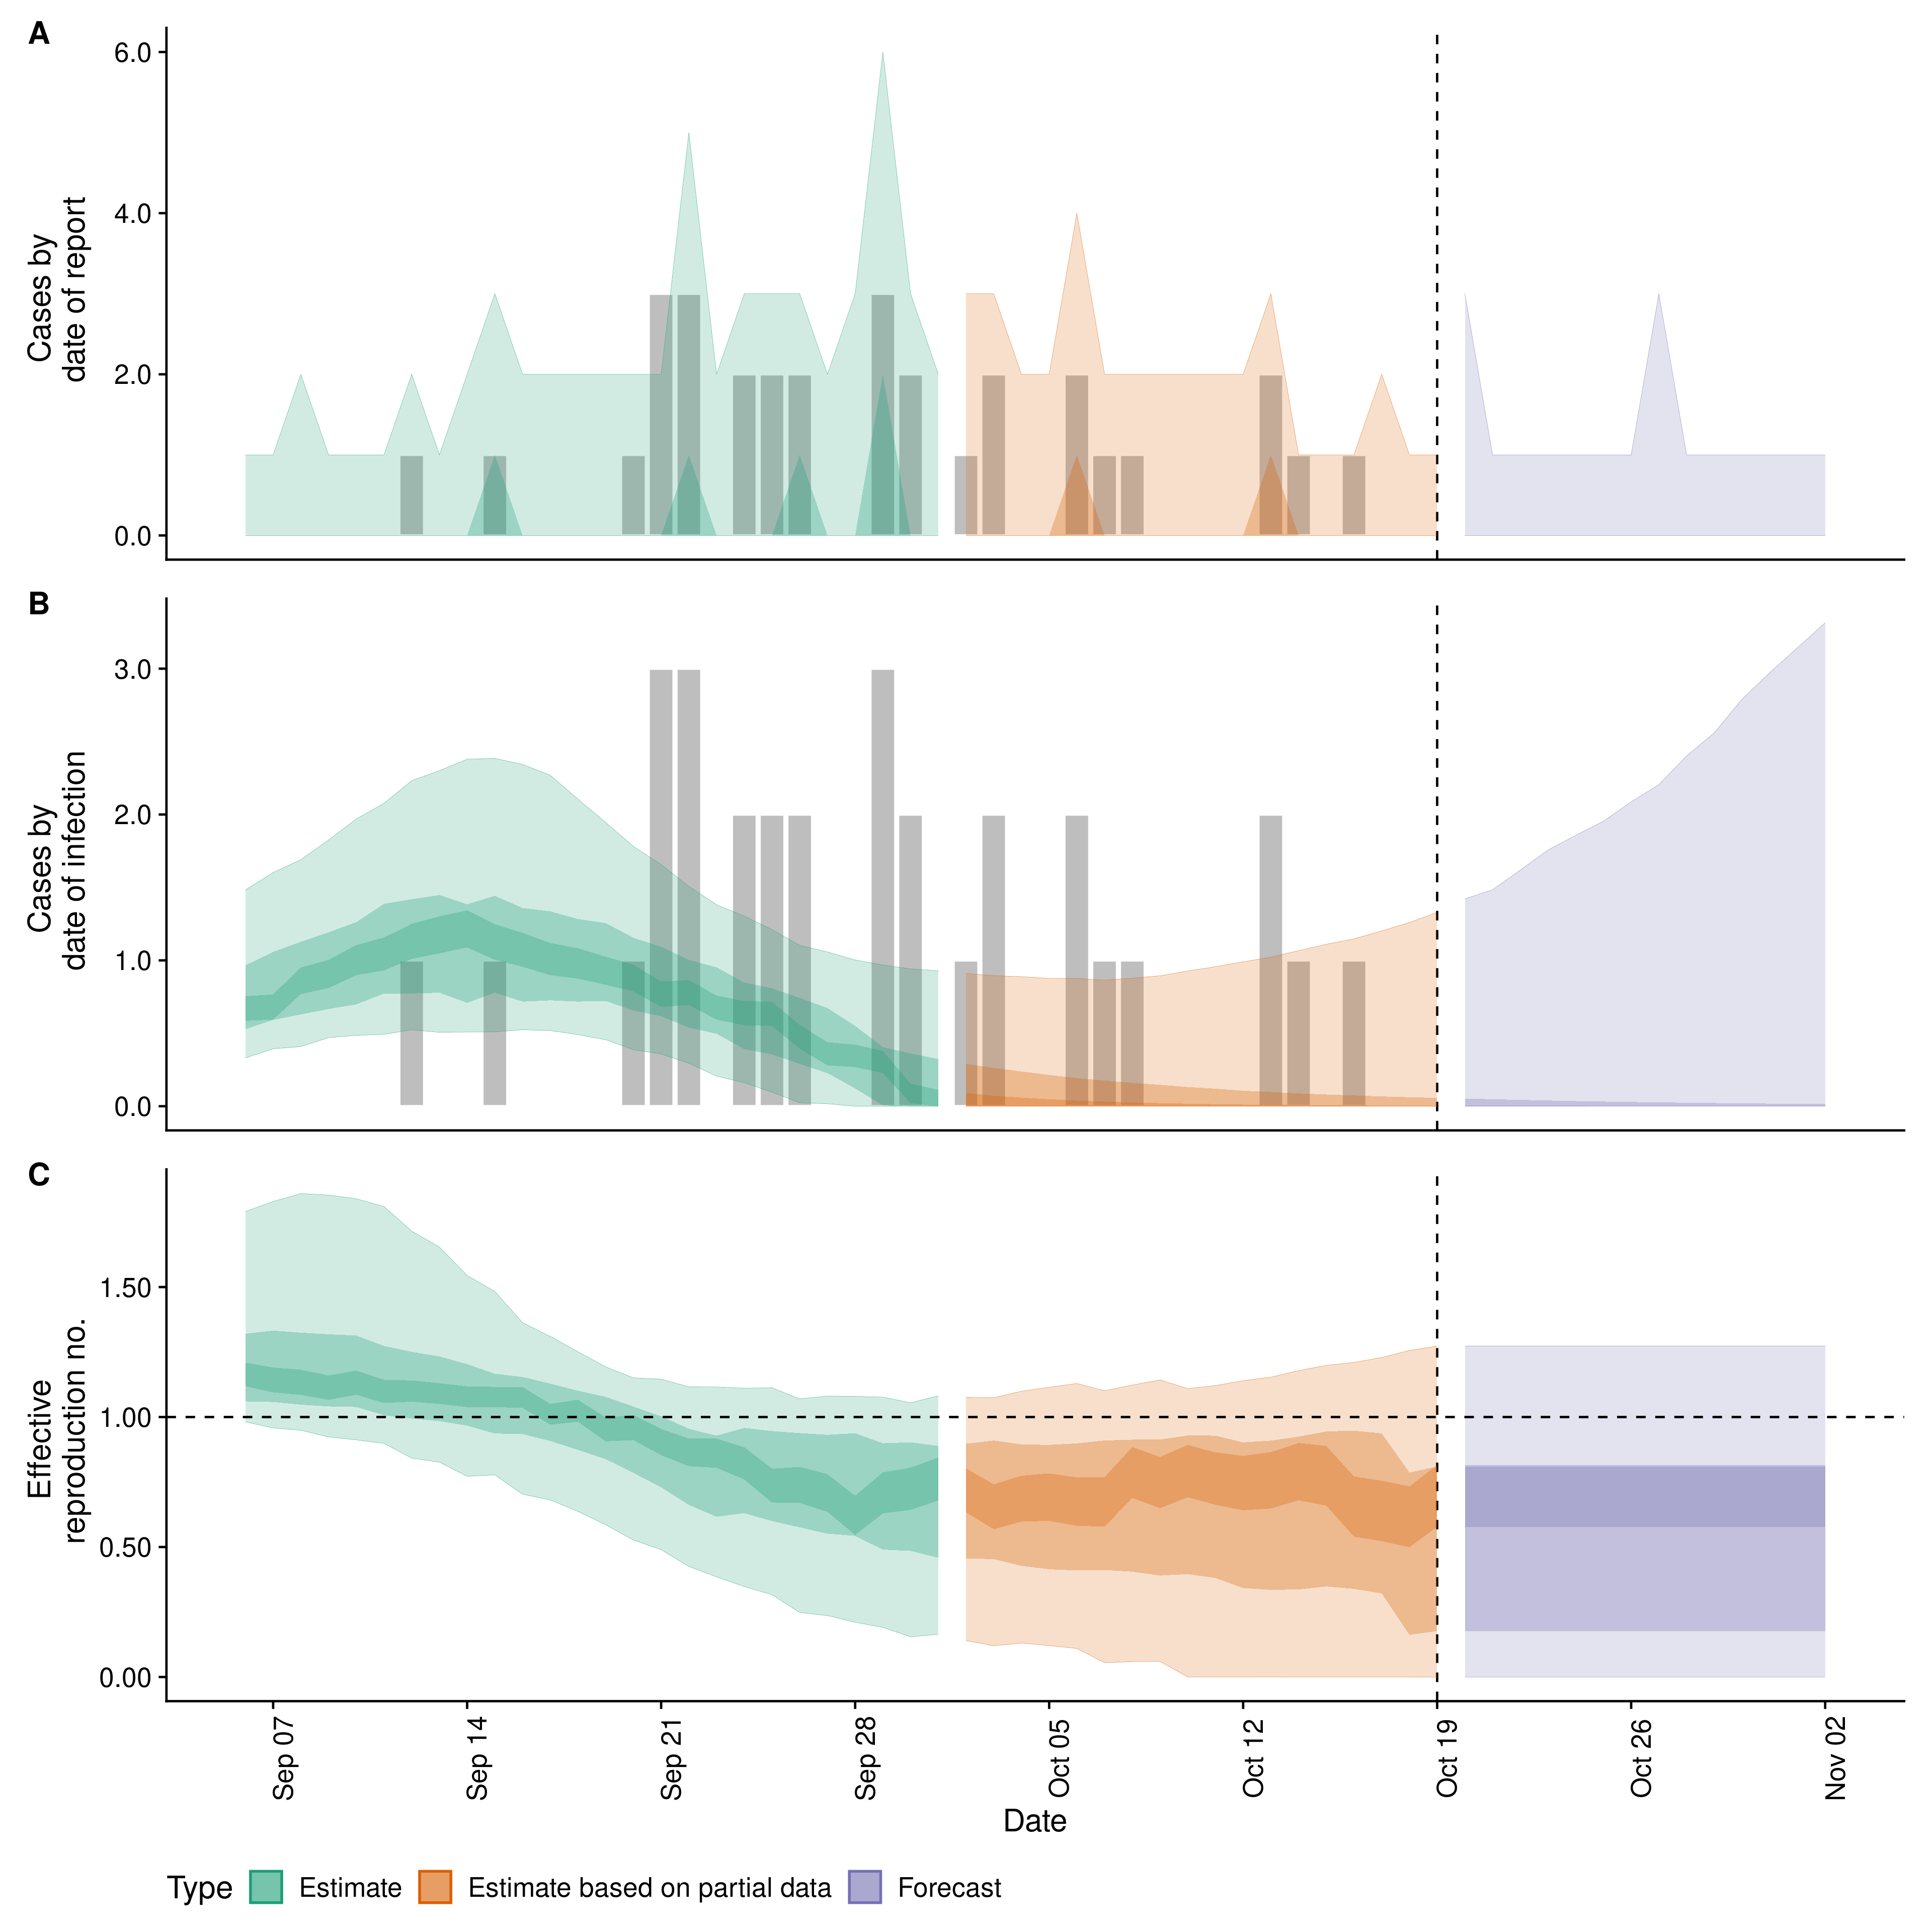 A
6.0
4.0
2.0
0.0
Cases by
date of report
B
3.0
2.0
1.0
0.0
Cases by
date of infection
C
1.50
1.00
0.50
0.00
Effective
reproduction no.
Sep 07
Sep 14
Sep 21
Sep 28
Oct 05
Oct 12
Oct 19
Oct 26
Nov 02
Date
Type Estimate Estimate based on partial data Forecast